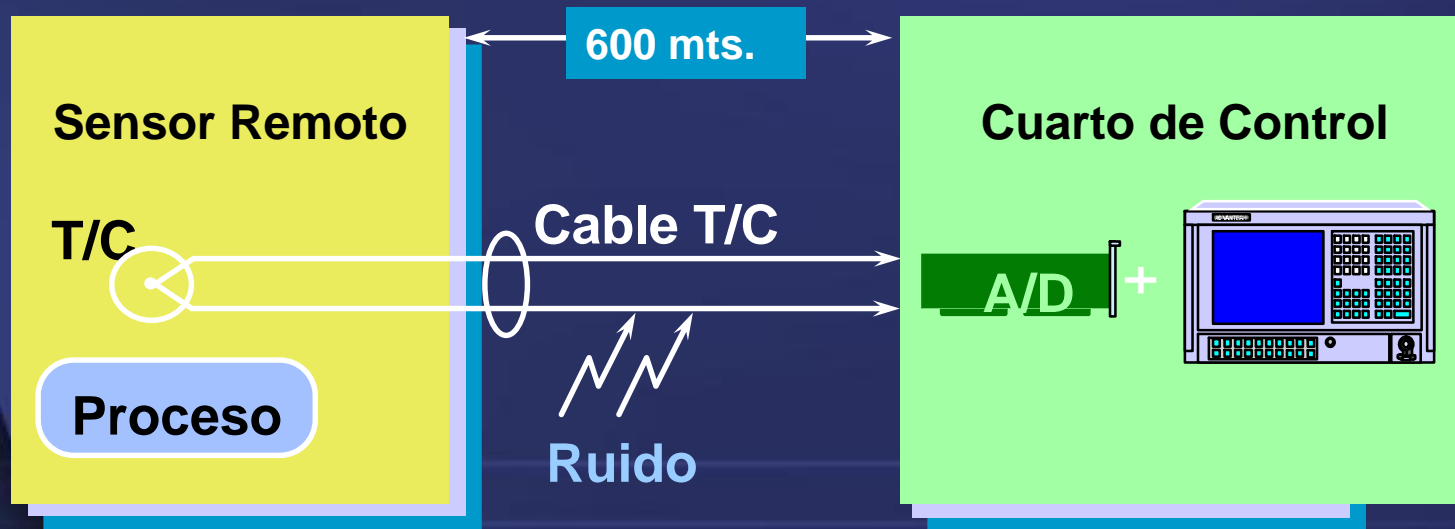 600 mts.
Sensor Remoto
Cuarto de Control
T/C
Cable T/C
A/D
+
Proceso
Ruido